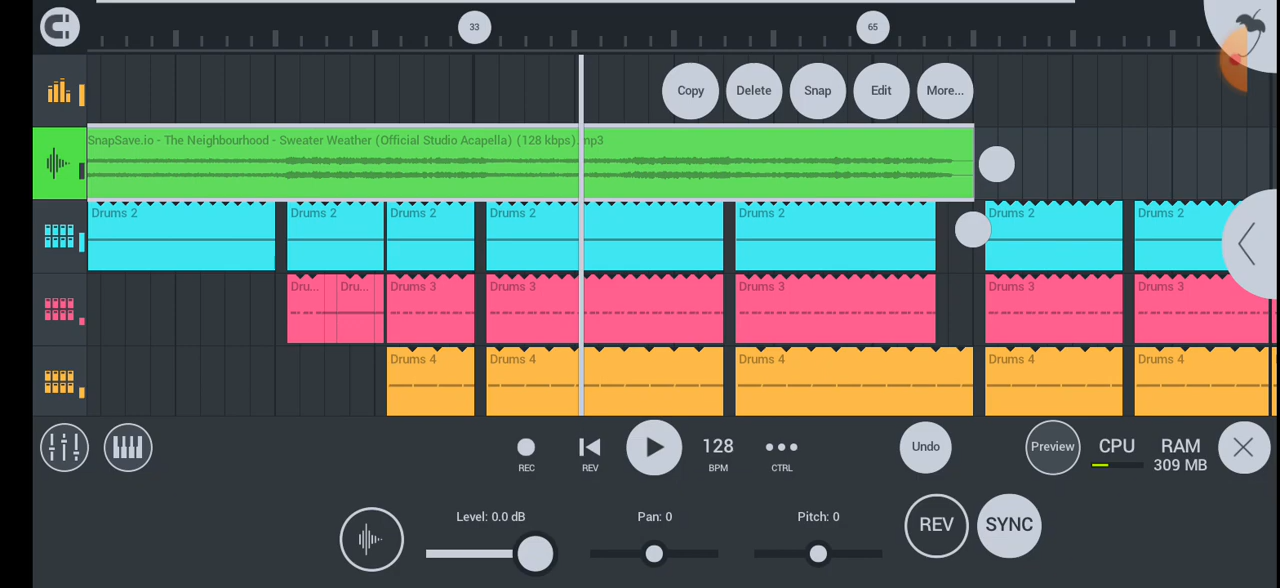 33
65
Copy
Delete
Snap
Edit
More...
SnapSave.io - The Neighbourhood - Sweater Weather (Official Studio Acapella) (128 kbps).mp3
Drums 2
Drums 2
Drums 2
Drums 2
Drums 2
Drums 2
Drums 2
Dru...
Dru...
Drums 3
Drums 3
Drums 3
Drums 3
Drums 3
Drums 4
Drums 4
Drums 4
Drums 4
Drums 4
REC
REV
128
BPM
CTRL
Undo
Preview
CPU
RAM
309 MB
Level: 0.0 dB
Pan: 0
Pitch: 0
REV
SYNC